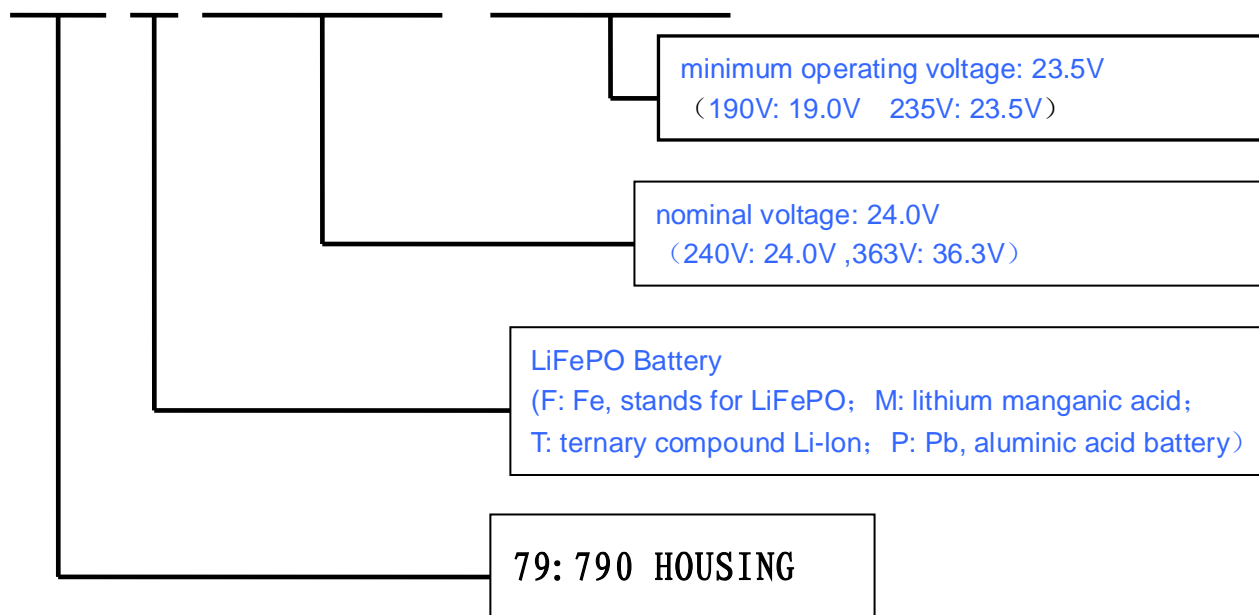 minimum operating voltage: 23.5V
（190V: 19.0V 235V: 23.5V）
nominal voltage: 24.0V
（240V: 24.0V ,363V: 36.3V）
LiFePO Battery
(F: Fe, stands for LiFePO；M: lithium manganic acid；
T: ternary compound Li-Ion；P: Pb, aluminic acid battery）
79: 790 HOUSING